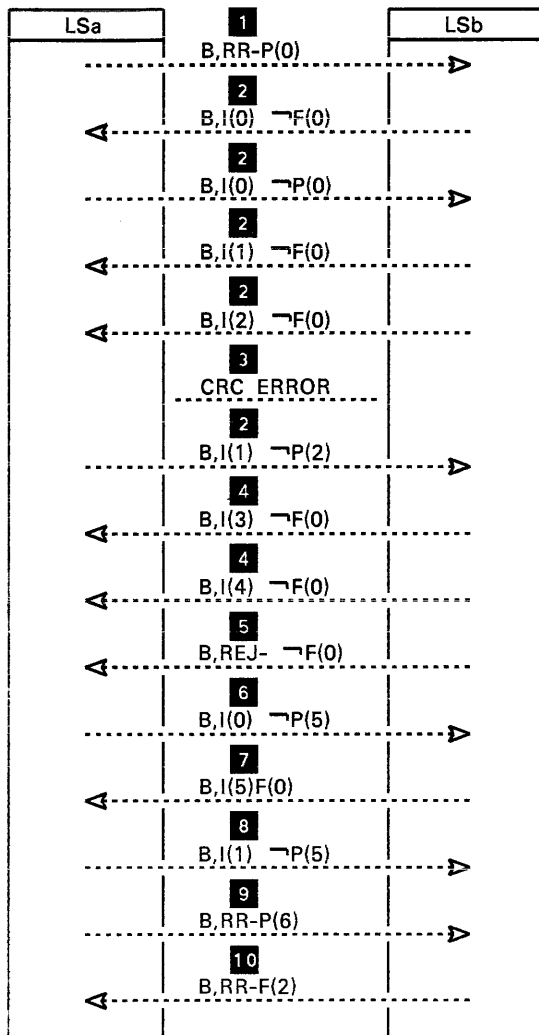 LSa LSb
1
B,RR-P(0)
2
B,I(0) ¬F(0)
2
B,I(0) ¬P(0)
2
B,I(1) ¬F(0)
2
B,I(2) ¬F(0)
3
CRC ERROR
2
B,I(1) ¬P(2)
4
B,I(3) ¬F(0)
4
B,I(4) ¬F(0)
5
B,REJ- ¬F(0)
6
B,I(0) ¬P(5)
7
B,I(5)F(0)
8
B,I(1) ¬P(5)
9
B,RR-P(6)
10
B,RR-F(2)